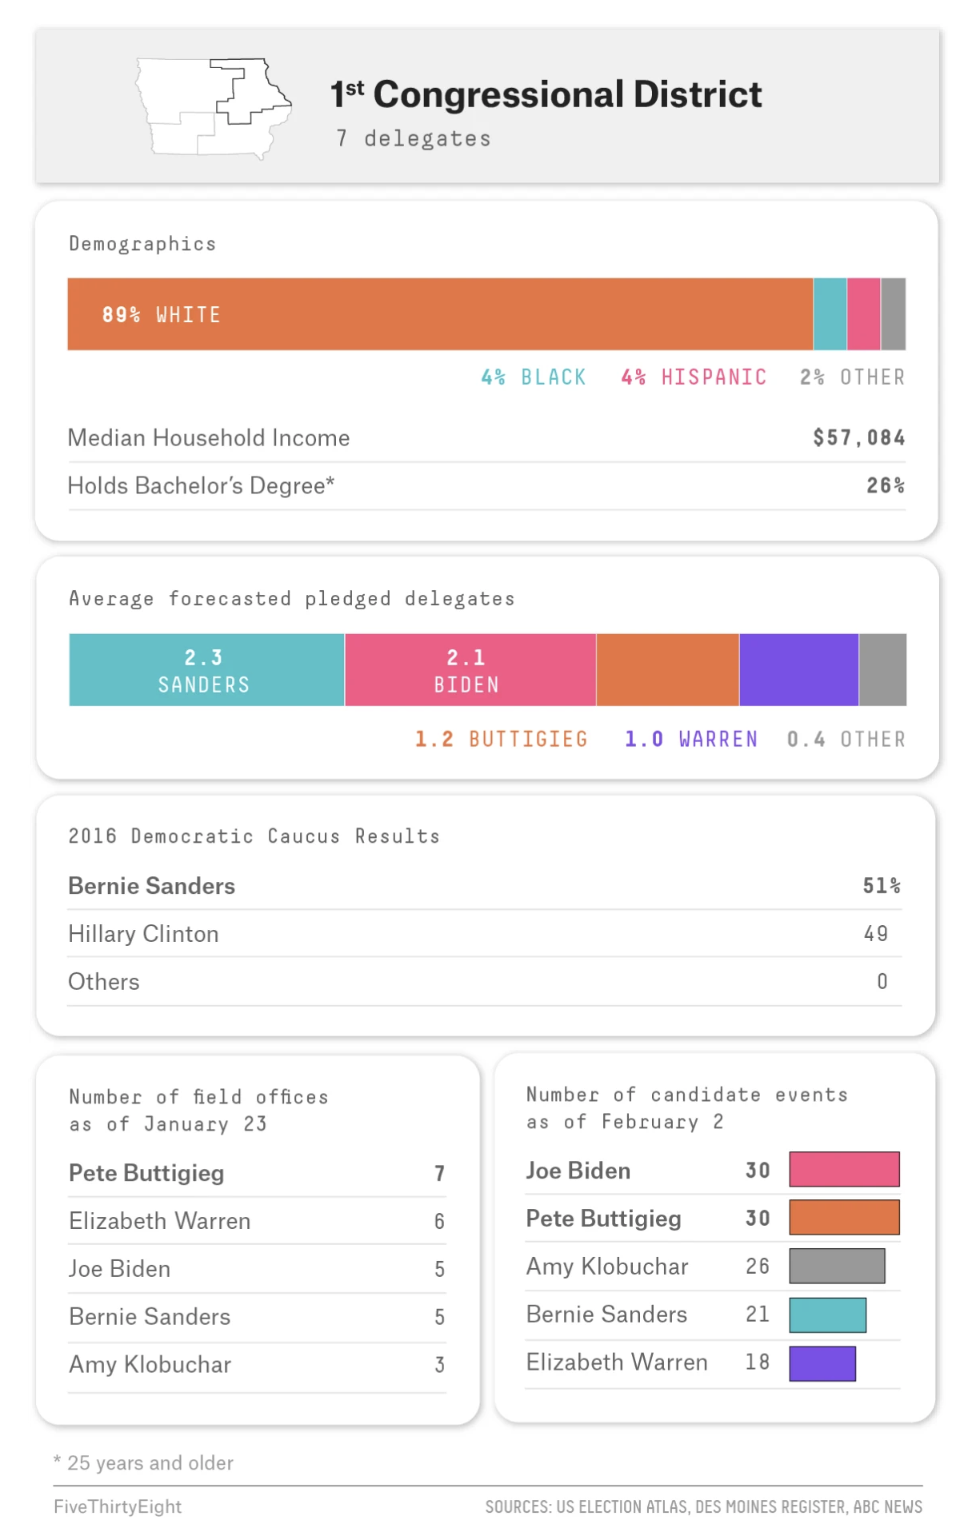 1st Congressional District
7 delegates
Demographics
89% WHITE
4% BLACK 4% HISPANIC 2% OTHER
Median Household Income $57,084
Holds Bachelor's Degree* 26%
Average forecasted pledged delegates
2.3 2.1
SANDERS BIDEN
1.2 BUTTIGIEG 1.0 WARREN 0.4 OTHER
2016 Democratic Caucus Results
Bernie Sanders 51%
Hillary Clinton 49
Others 0
Number of field offices
as of January 23
Pete Buttigieg 7
Elizabeth Warren 6
Joe Biden 5
Bernie Sanders 5
Amy Klobuchar 3
Number of candidate events
as of February 2
Joe Biden 30
Pete Buttigieg 30
Amy Klobuchar 26
Bernie Sanders 21
Elizabeth Warren 18
* 25 years and older
FiveThirtyEight SOURCES: US ELECTION ATLAS, DES MOINES REGISTER, ABC NEWS